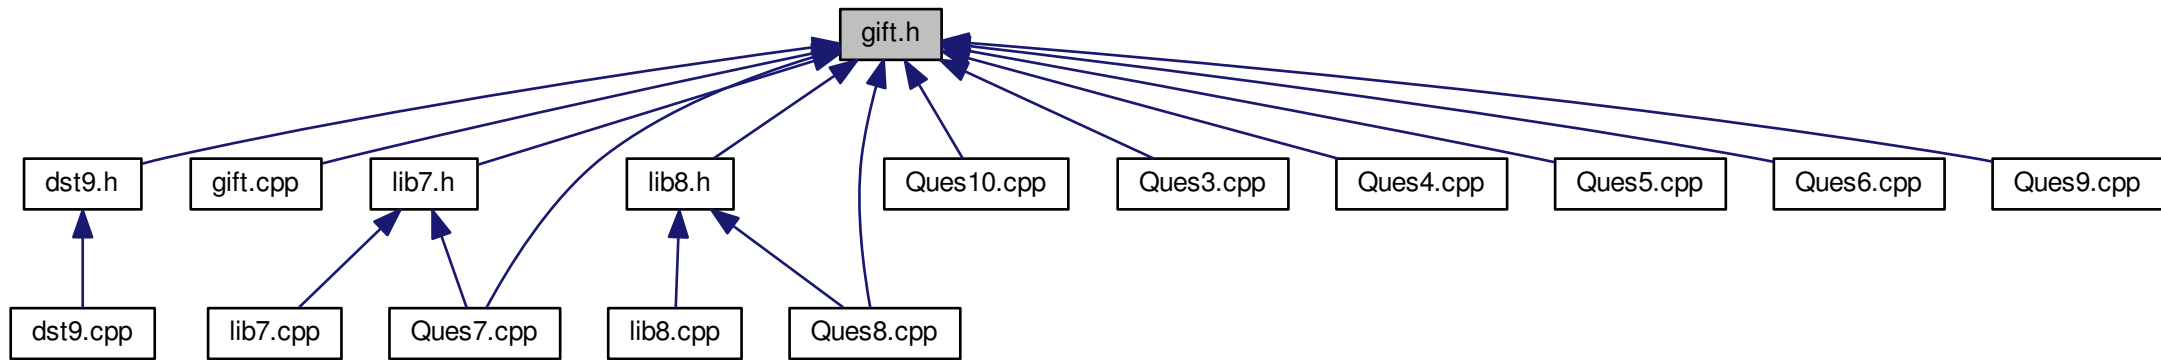 gift.h
dst9.h
gift.cpp
lib7.h
lib8.h
Ques10.cpp
Ques3.cpp
Ques4.cpp
Ques5.cpp
Ques6.cpp
Ques9.cpp
dst9.cpp
lib7.cpp
Ques7.cpp
lib8.cpp
Ques8.cpp